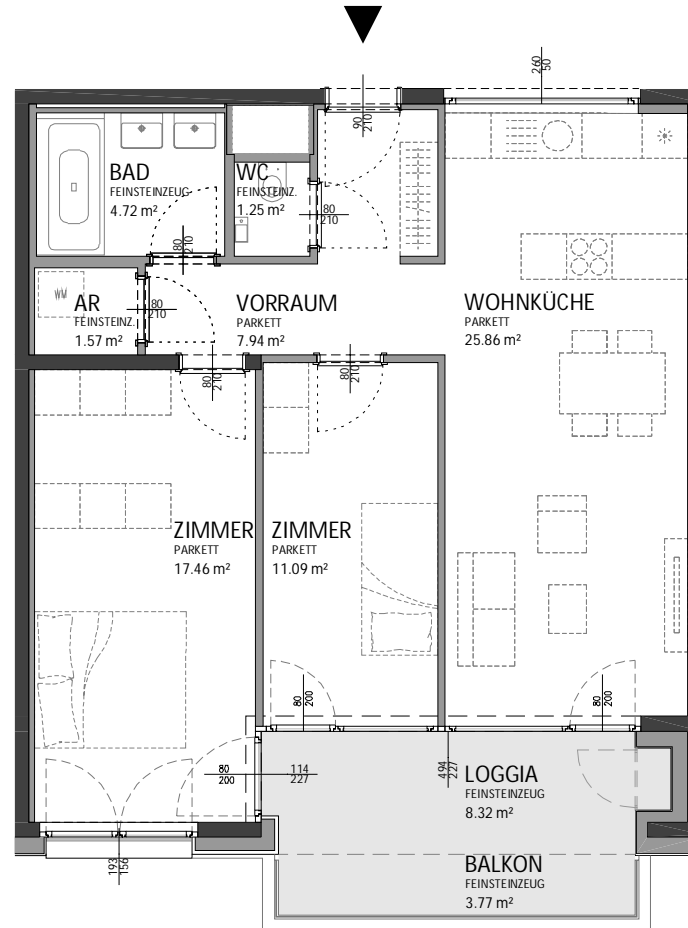 260
50
90
210
BAD
FEINSTEINZEUG
4.72 m²
WC
FEINSTEINZ.
1.25 m²
80
210
80
210
AR
FEINSTEINZ.
1.57 m²
80
210
VORRAUM
PARKETT
7.94 m²
WOHNKÜCHE
PARKETT
25.86 m²
80
210
80
210
ZIMMER
PARKETT
17.46 m²
ZIMMER
PARKETT
11.09 m²
80
200
80
200
80
200
114
227
494
227
LOGGIA
FEINSTEINZEUG
8.32 m²
193
156
BALKON
FEINSTEINZEUG
3.77 m²